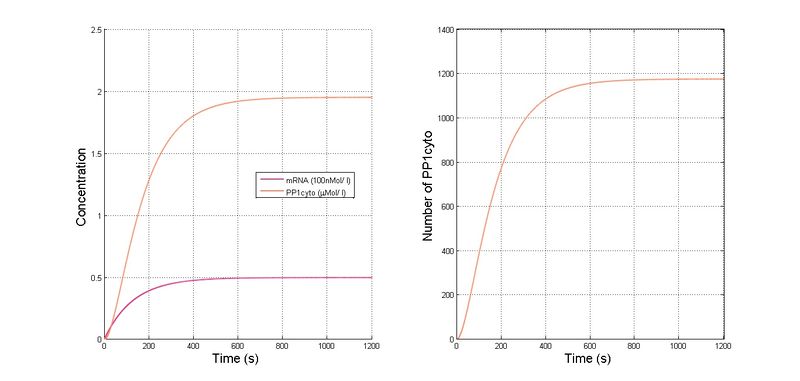 2.5
2
1.5
1
0.5
0
Concentration
mRNA (100nMol/ l)
PP1cyto (µMol/ l)
0 200 400 600 800 1000 1200
Time (s)
1400
1200
1000
800
600
400
200
0
Number of PP1cyto
0 200 400 600 800 1000 1200
Time (s)